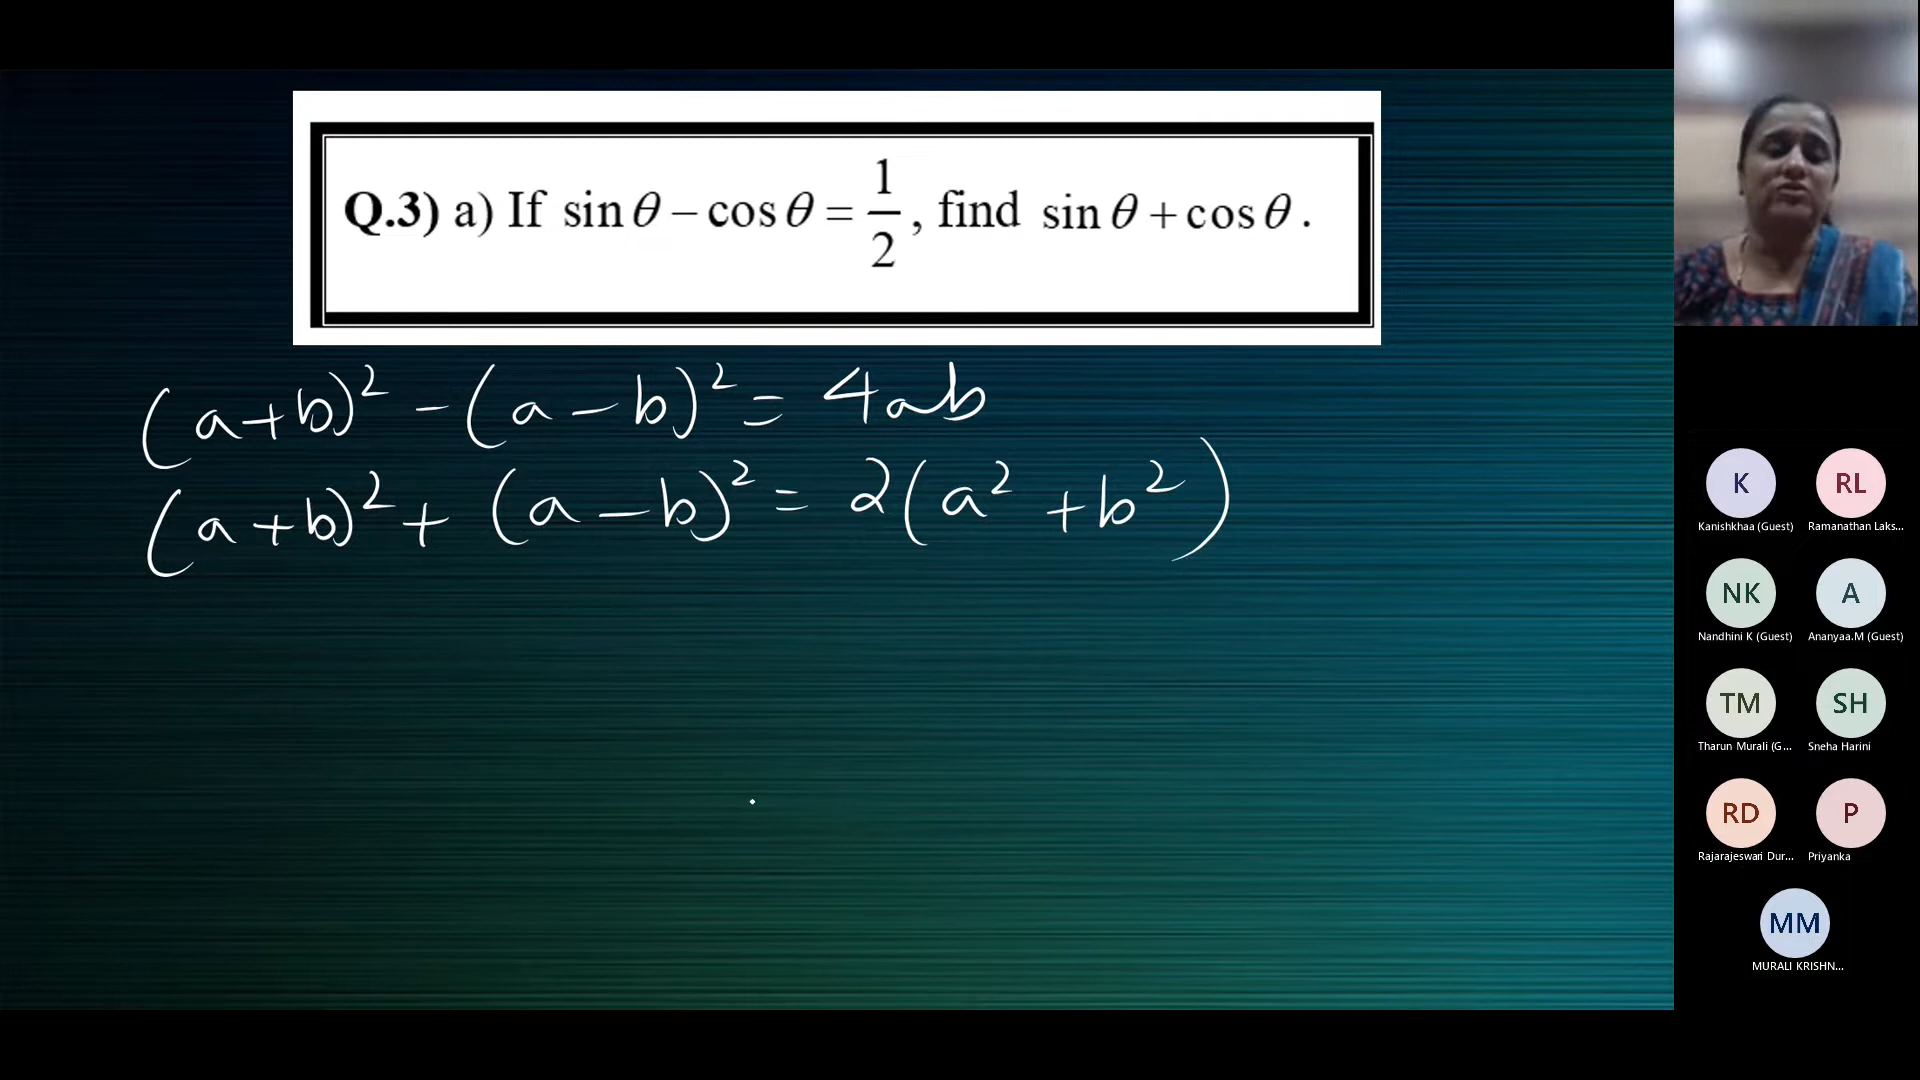 Q.3) a) If sin θ − cos θ = 1/2, find sin θ + cos θ.
(a+b)² − (a − b)² = 4ab
(a+b)² + (a − b)² = 2(a² + b²)
K
RL
Kanishkhaa (Guest)
Ramanathan Laks...
NK
A
Nandhini K (Guest)
Ananyaa.M (Guest)
TM
SH
Tharun Murali (G...
Sneha Harini
RD
P
Rajarajeswari Dur...
Priyanka
MM
MURALI KRISHN...